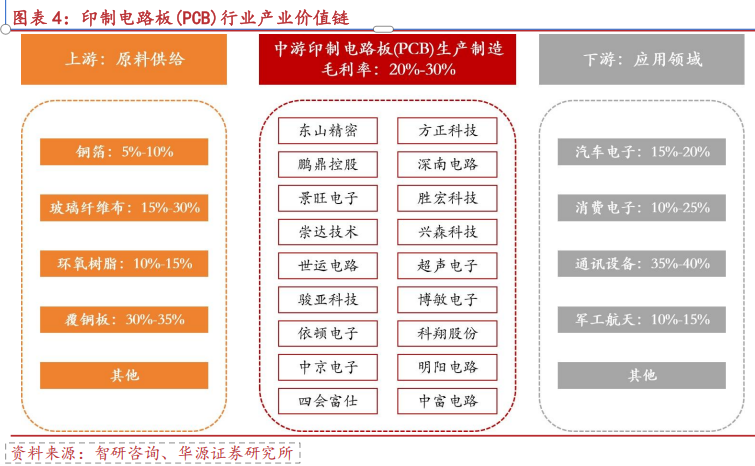 图表 4：印制电路板(PCB)行业产业价值链
上游：原料供给
铜箔：5%-10%
玻璃纤维布：15%-30%
环氧树脂：10%-15%
覆铜板：30%-35%
其他
中游印制电路板(PCB)生产制造
毛利率：20%-30%
东山精密
方正科技
鹏鼎控股
深南电路
景旺电子
胜宏科技
崇达技术
兴森科技
世运电路
超声电子
骏亚科技
博敏电子
依顿电子
科翔股份
中京电子
明阳电路
四会富仕
中富电路
下游：应用领域
汽车电子：15%-20%
消费电子：10%-25%
通讯设备：35%-40%
军工航天：10%-15%
其他
资料来源：智研咨询、华源证券研究所